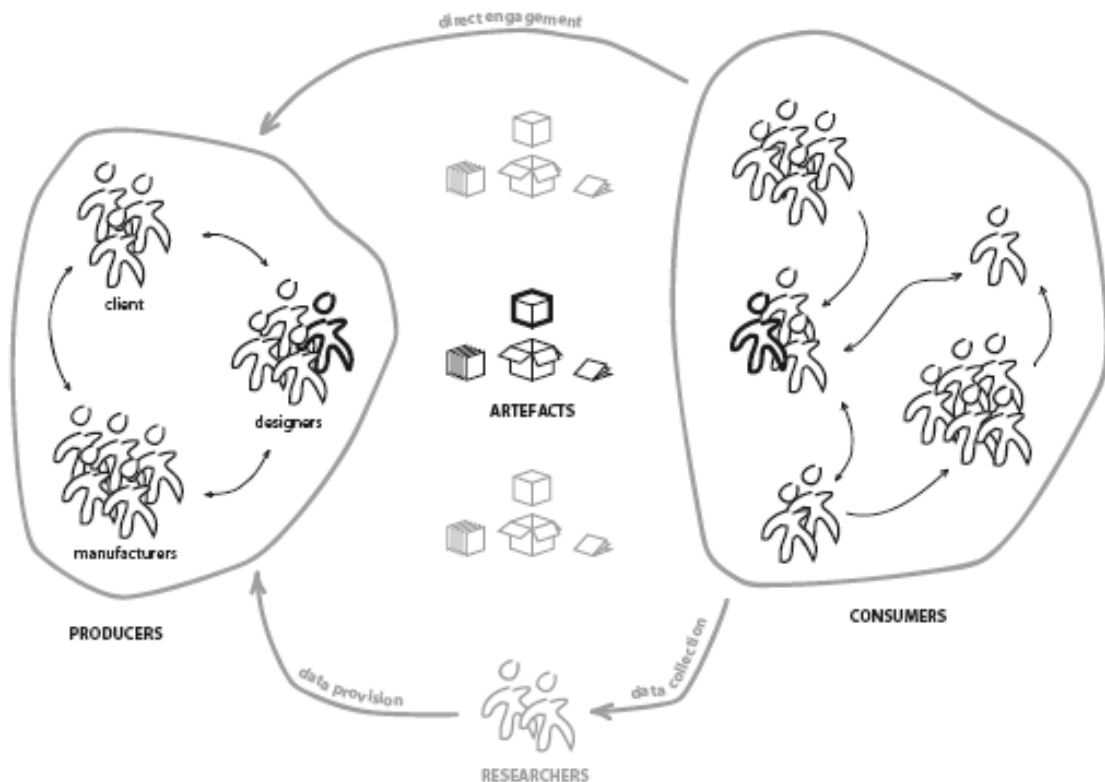 direct engagement
client
designers
manufacturers
ARTEFACTS
PRODUCERS
CONSUMERS
data provision
data collection
RESEARCHERS